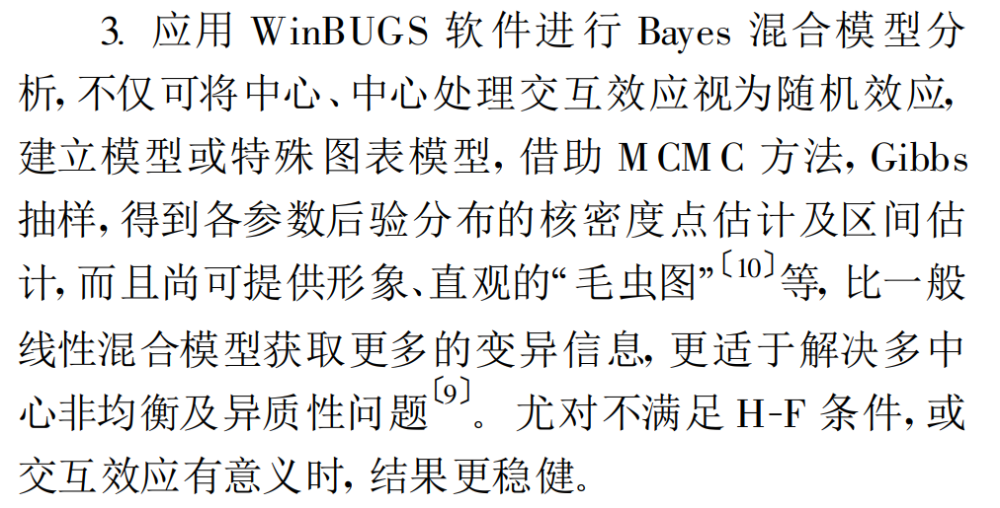 3. 应用 WinBUGS 软件进行 Bayes 混合模型分
析,不仅可将中心、中心处理交互效应视为随机效应,
建立模型或特殊图表模型,借助 MCMC 方法,Gibbs
抽样,得到各参数后验分布的核密度点估计及区间估
计,而且尚可提供形象、直观的“毛虫图”〔10〕等,比一般
线性混合模型获取更多的变异信息,更适于解决多中
心非均衡及异质性问题〔9〕。尤对不满足 H-F 条件,或
交互效应有意义时,结果更稳健。